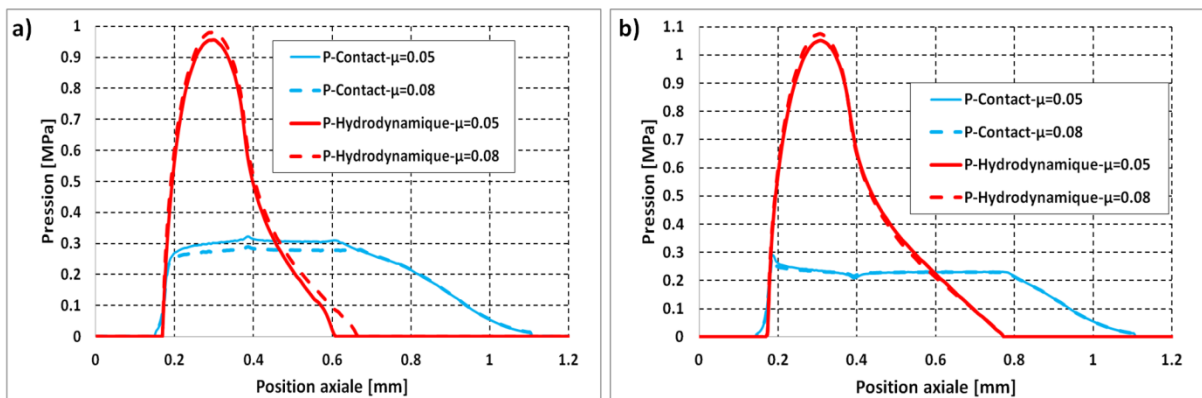 a)
Pression [MPa]
1
0.9
0.8
0.7
0.6
0.5
0.4
0.3
0.2
0.1
0
0 0.2 0.4 0.6 0.8 1 1.2
Position axiale [mm]
P-Contact-μ=0.05
P-Contact-μ=0.08
P-Hydrodynamique-μ=0.05
P-Hydrodynamique-μ=0.08
b)
Pression [MPa]
1.1
1
0.9
0.8
0.7
0.6
0.5
0.4
0.3
0.2
0.1
0
0 0.2 0.4 0.6 0.8 1 1.2
Position axiale [mm]
P-Contact-μ=0.05
P-Contact-μ=0.08
P-Hydrodynamique-μ=0.05
P-Hydrodynamique-μ=0.08